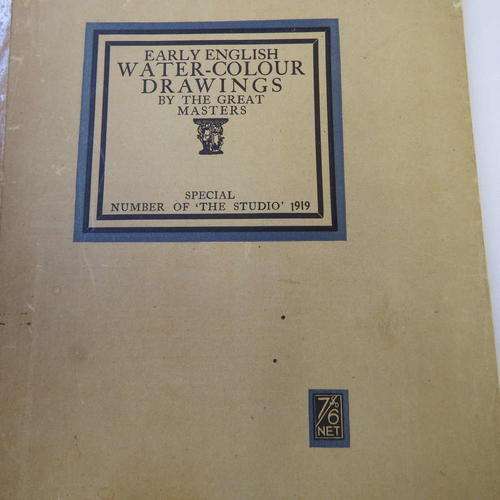 EARLY ENGLISH
WATER-COLOUR
DRAWINGS
BY THE GREAT
MASTERS
SPECIAL
NUMBER OF 'THE STUDIO' 1919
7/6
NET